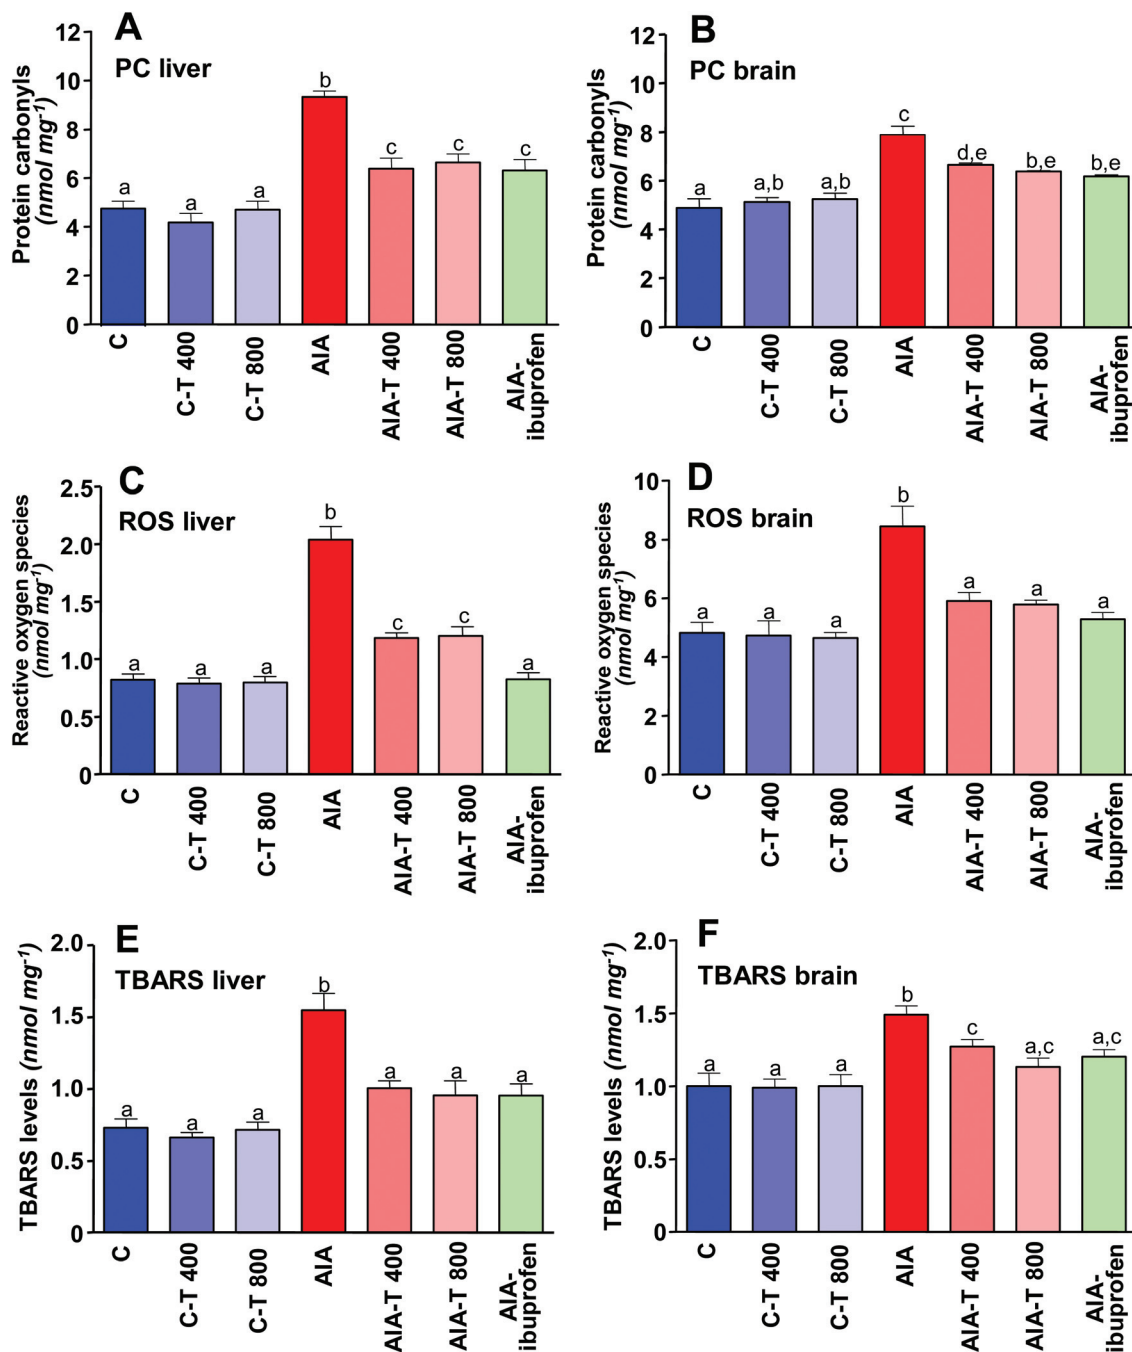 A
PC liver
Protein carbonyls
(nmol mg-1)
12
10
8
6
4
2
0
a
a
a
b
c
c
c
C
C-T 400
C-T 800
AIA
AIA-T 400
AIA-T 800
AIA-
ibuprofen
B
PC brain
Protein carbonyls
(nmol mg-1)
12
10
8
6
4
2
0
a
a,b
a,b
c
d,e
b,e
b,e
C
C-T 400
C-T 800
AIA
AIA-T 400
AIA-T 800
AIA-
ibuprofen
C
ROS liver
Reactive oxygen species
(nmol mg-1)
2.5
2.0
1.5
1.0
0.5
0
a
a
a
b
c
c
a
C
C-T 400
C-T 800
AIA
AIA-T 400
AIA-T 800
AIA-
ibuprofen
D
ROS brain
Reactive oxygen species
(nmol mg-1)
10
8
6
4
2
0
a
a
a
b
a
a
a
C
C-T 400
C-T 800
AIA
AIA-T 400
AIA-T 800
AIA-
ibuprofen
E
TBARS liver
TBARS levels (nmol mg-1)
2.0
1.5
1.0
0.5
0
a
a
a
b
a
a
a
C
C-T 400
C-T 800
AIA
AIA-T 400
AIA-T 800
AIA-
ibuprofen
F
TBARS brain
TBARS levels (nmol mg-1)
2.0
1.5
1.0
0.5
0
a
a
a
b
c
a,c
a,c
C
C-T 400
C-T 800
AIA
AIA-T 400
AIA-T 800
AIA-
ibuprofen